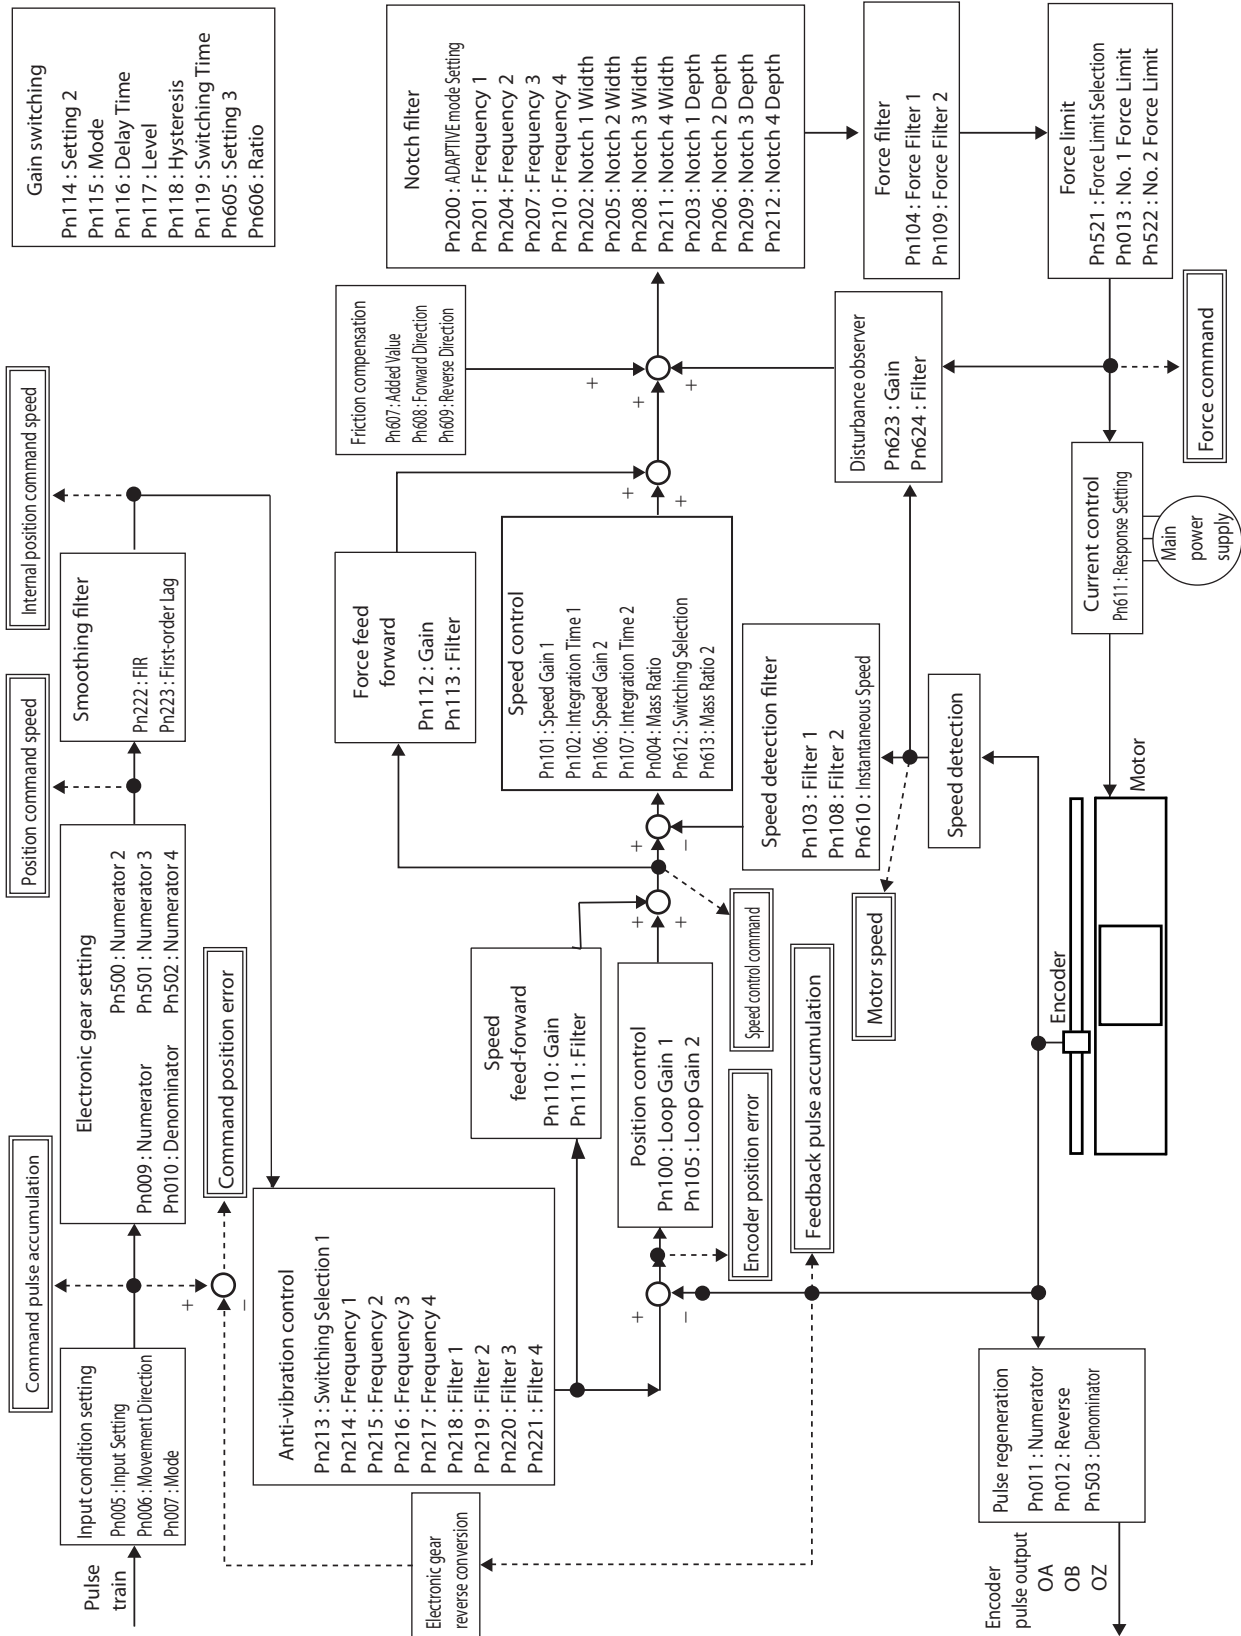 Pulse
train
Input condition setting
Pn005 : Input Setting
Pn006 : Movement Direction
Pn007 : Mode
Command pulse accumulation
Electronic gear setting
Pn009 : Numerator
Pn010 : Denominator
Pn500 : Numerator 2
Pn501 : Numerator 3
Pn502 : Numerator 4
Position command speed
Smoothing filter
Pn222 : FIR
Pn223 : First-order Lag
Internal position command speed
Gain switching
Pn114 : Setting 2
Pn115 : Mode
Pn116 : Delay Time
Pn117 : Level
Pn118 : Hysteresis
Pn119 : Switching Time
Pn605 : Setting 3
Pn606 : Ratio
+
−
Command position error
Anti-vibration control
Pn213 : Switching Selection 1
Pn214 : Frequency 1
Pn215 : Frequency 2
Pn216 : Frequency 3
Pn217 : Frequency 4
Pn218 : Filter 1
Pn219 : Filter 2
Pn220 : Filter 3
Pn221 : Filter 4
Electronic gear
reverse conversion
Speed
feed-forward
Pn110 : Gain
Pn111 : Filter
+
−
Position control
Pn100 : Loop Gain 1
Pn105 : Loop Gain 2
Encoder position error
Feedback pulse accumulation
+
+
Speed control command
Force feed
forward
Pn112 : Gain
Pn113 : Filter
+
−
Speed control
Pn101 : Speed Gain 1
Pn102 : Integration Time 1
Pn106 : Speed Gain 2
Pn107 : Integration Time 2
Pn004 : Mass Ratio
Pn612 : Switching Selection
Pn613 : Mass Ratio 2
Speed detection filter
Pn103 : Filter 1
Pn108 : Filter 2
Pn610 : Instantaneous Speed
Motor speed
Speed detection
+
+
Friction compensation
Pn607 : Added Value
Pn608 : Forward Direction
Pn609 : Reverse Direction
+
+
+
Disturbance observer
Pn623 : Gain
Pn624 : Filter
Notch filter
Pn200 : ADAPTIVE mode Setting
Pn201 : Frequency 1
Pn204 : Frequency 2
Pn207 : Frequency 3
Pn210 : Frequency 4
Pn202 : Notch 1 Width
Pn205 : Notch 2 Width
Pn208 : Notch 3 Width
Pn211 : Notch 4 Width
Pn203 : Notch 1 Depth
Pn206 : Notch 2 Depth
Pn209 : Notch 3 Depth
Pn212 : Notch 4 Depth
Force filter
Pn104 : Force Filter 1
Pn109 : Force Filter 2
Force limit
Pn521 : Force Limit Selection
Pn013 : No. 1 Force Limit
Pn522 : No. 2 Force Limit
Force command
Current control
Pn611 : Response Setting
Main
power
supply
Motor
Encoder
Pulse regeneration
Pn011 : Numerator
Pn012 : Reverse
Pn503 : Denominator
Encoder
pulse output
OA
OB
OZ